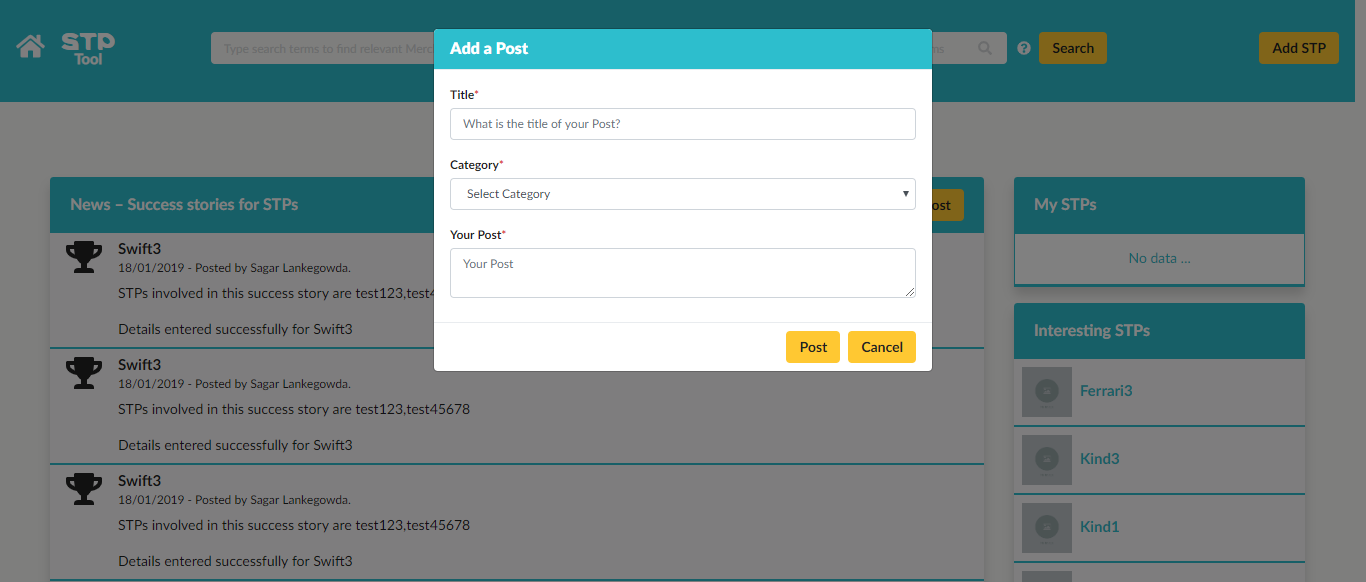 STP
Tool
Type search terms to find relevant Merc
ms
Search
Add STP
Add a Post
Title*
What is the title of your Post?
Category*
Select Category
Your Post*
Your Post
Post
Cancel
News – Success stories for STPs
ost
Swift3
18/01/2019 - Posted by Sagar Lankegowda.
STPs involved in this success story are test123,test4
Details entered successfully for Swift3
Swift3
18/01/2019 - Posted by Sagar Lankegowda.
STPs involved in this success story are test123,test45678
Details entered successfully for Swift3
Swift3
18/01/2019 - Posted by Sagar Lankegowda.
STPs involved in this success story are test123,test45678
Details entered successfully for Swift3
My STPs
No data ...
Interesting STPs
Ferrari3
Kind3
Kind1